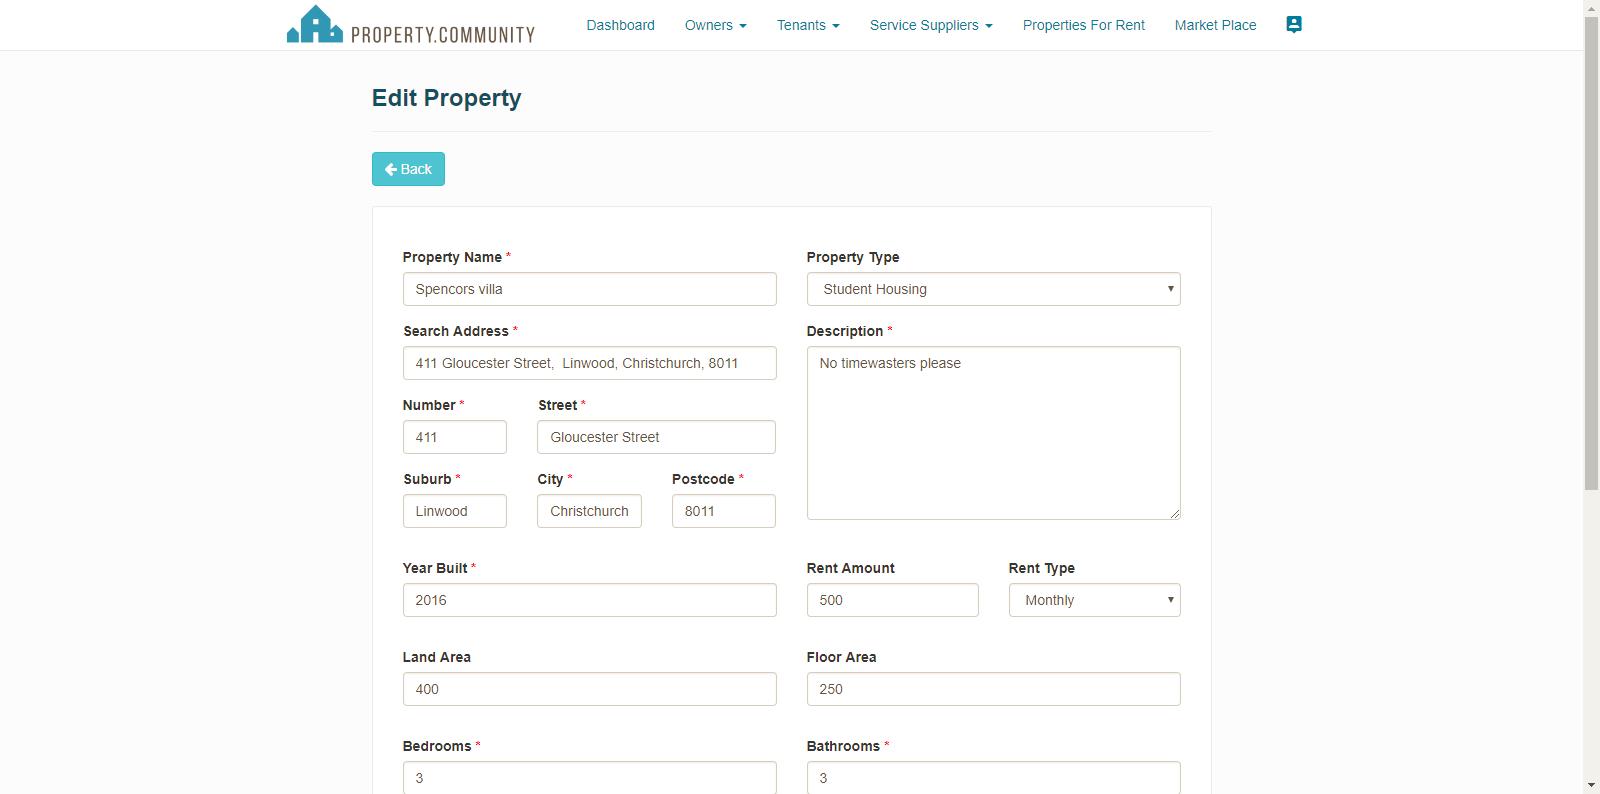 PROPERTY.COMMUNITY
Dashboard Owners Tenants Service Suppliers Properties For Rent Market Place
Edit Property
Back
Property Name * Property Type
Spencors villa Student Housing
Search Address * Description *
411 Gloucester Street,  Linwood, Christchurch, 8011 No timewasters please
Number * Street *
411 Gloucester Street
Suburb * City * Postcode *
Linwood Christchurch 8011
Year Built * Rent Amount Rent Type
2016 500 Monthly
Land Area Floor Area
400 250
Bedrooms * Bathrooms *
3 3